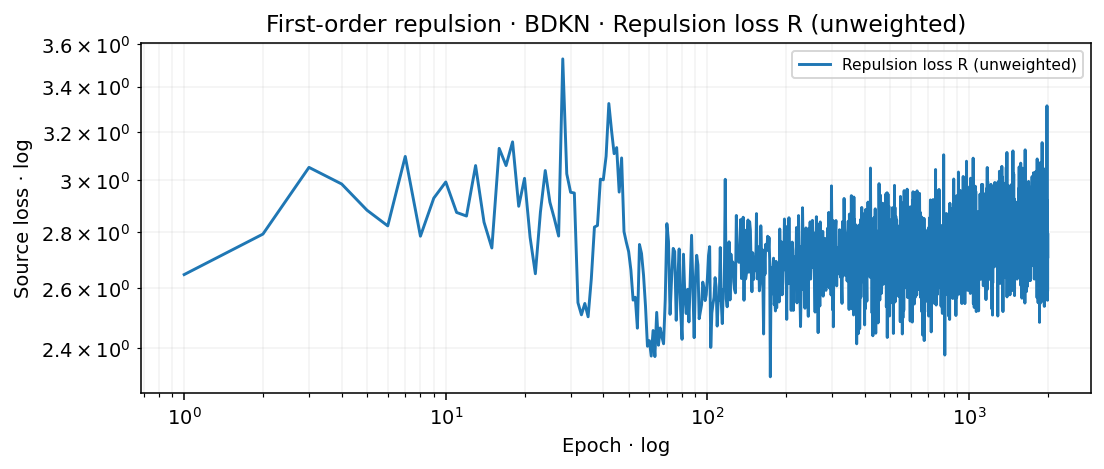 First-order repulsion · BDKN · Repulsion loss R (unweighted)
Repulsion loss R (unweighted)
Source loss · log
3.6 × 10⁰
3.4 × 10⁰
3.2 × 10⁰
3 × 10⁰
2.8 × 10⁰
2.6 × 10⁰
2.4 × 10⁰
10⁰ 10¹ 10² 10³
Epoch · log